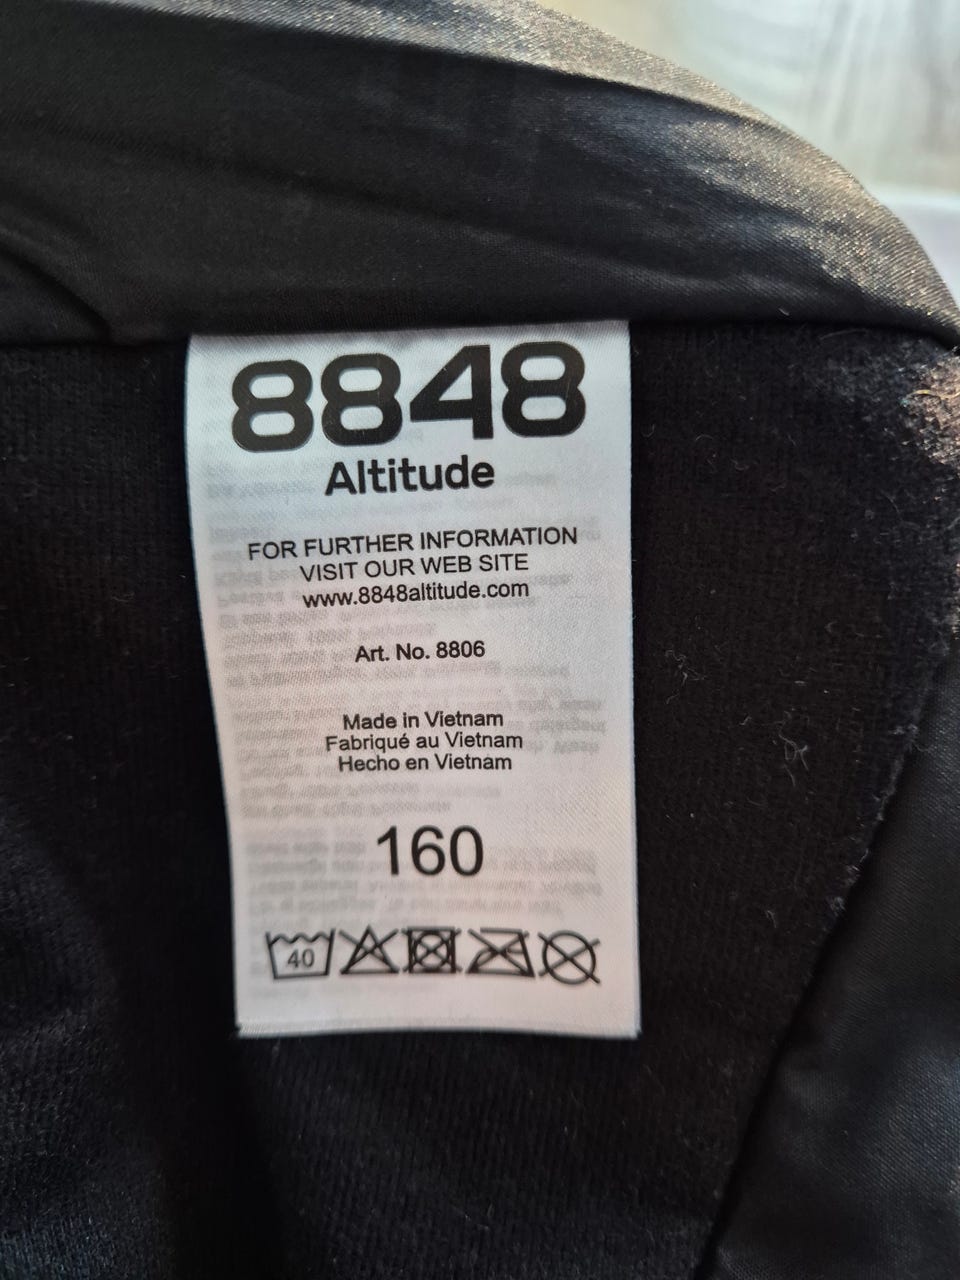 8848
Altitude
FOR FURTHER INFORMATION
VISIT OUR WEB SITE
www.8848altitude.com
Art. No. 8806
Made in Vietnam
Fabriqué au Vietnam
Hecho en Vietnam
160
40